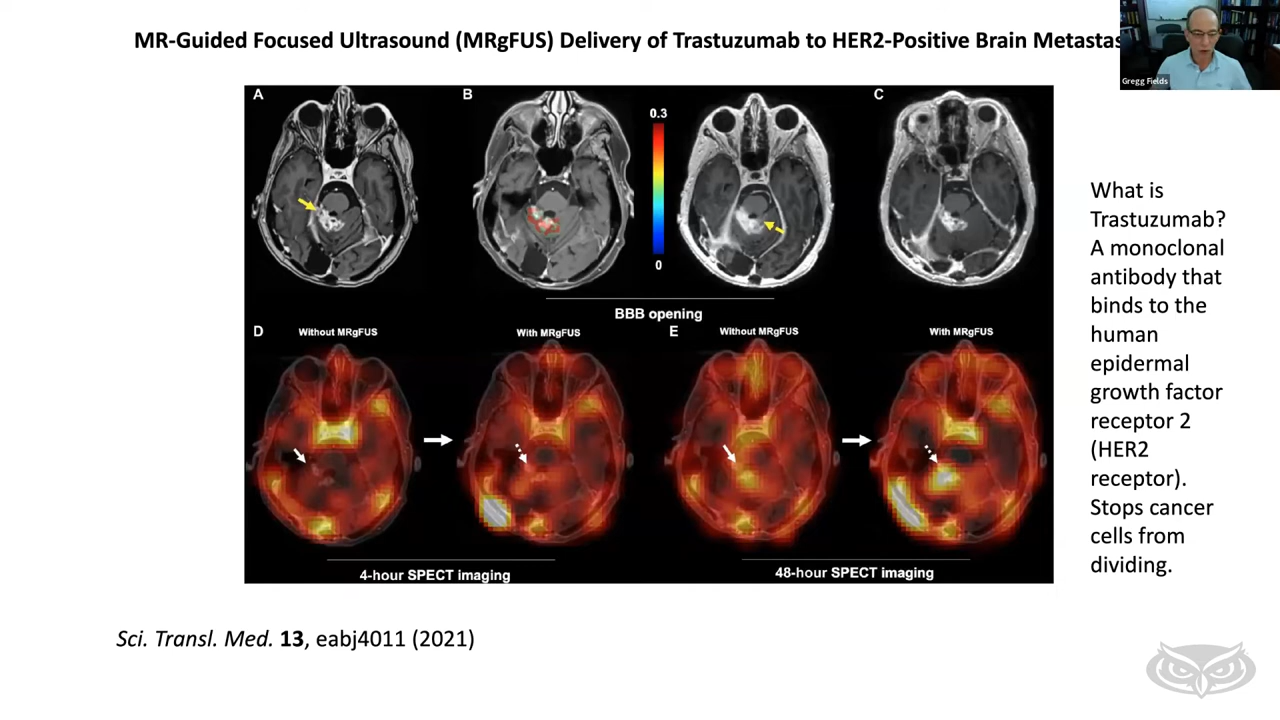 MR-Guided Focused Ultrasound (MRgFUS) Delivery of Trastuzumab to HER2-Positive Brain Metastas
Gregg Fields
A
B
C
0.3
0
BBB opening
D
Without MRgFUS
With MRgFUS
E
Without MRgFUS
With MRgFUS
4-hour SPECT imaging
48-hour SPECT imaging
What is
Trastuzumab?
A monoclonal
antibody that
binds to the
human
epidermal
growth factor
receptor 2
(HER2
receptor).
Stops cancer
cells from
dividing.
Sci. Transl. Med. 13, eabj4011 (2021)